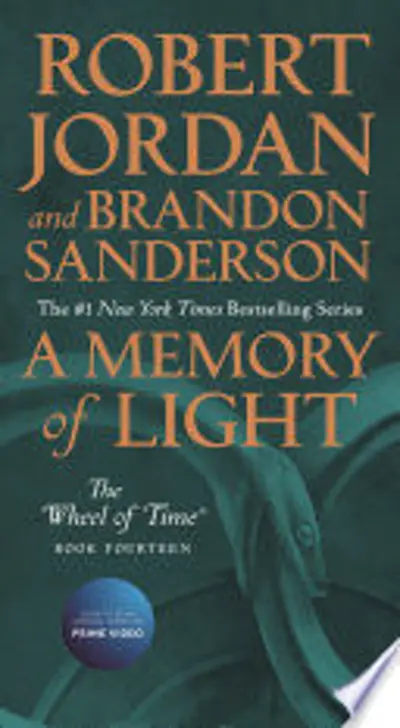 ROBERT
JORDAN
and BRANDON
SANDERSON
The #1 New York Times Bestselling Series
A MEMORY
of LIGHT
The
Wheel of Time®
BOOK FOURTEEN
PRIME VIDEO